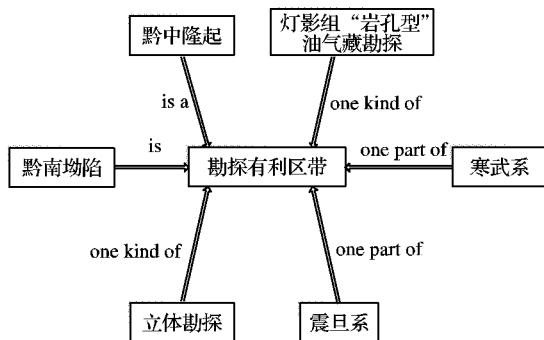 黔中隆起
灯影组“岩孔型”
油气藏勘探
is a
one kind of
黔南坳陷
is
勘探有利区带
one part of
寒武系
one kind of
one part of
立体勘探
震旦系